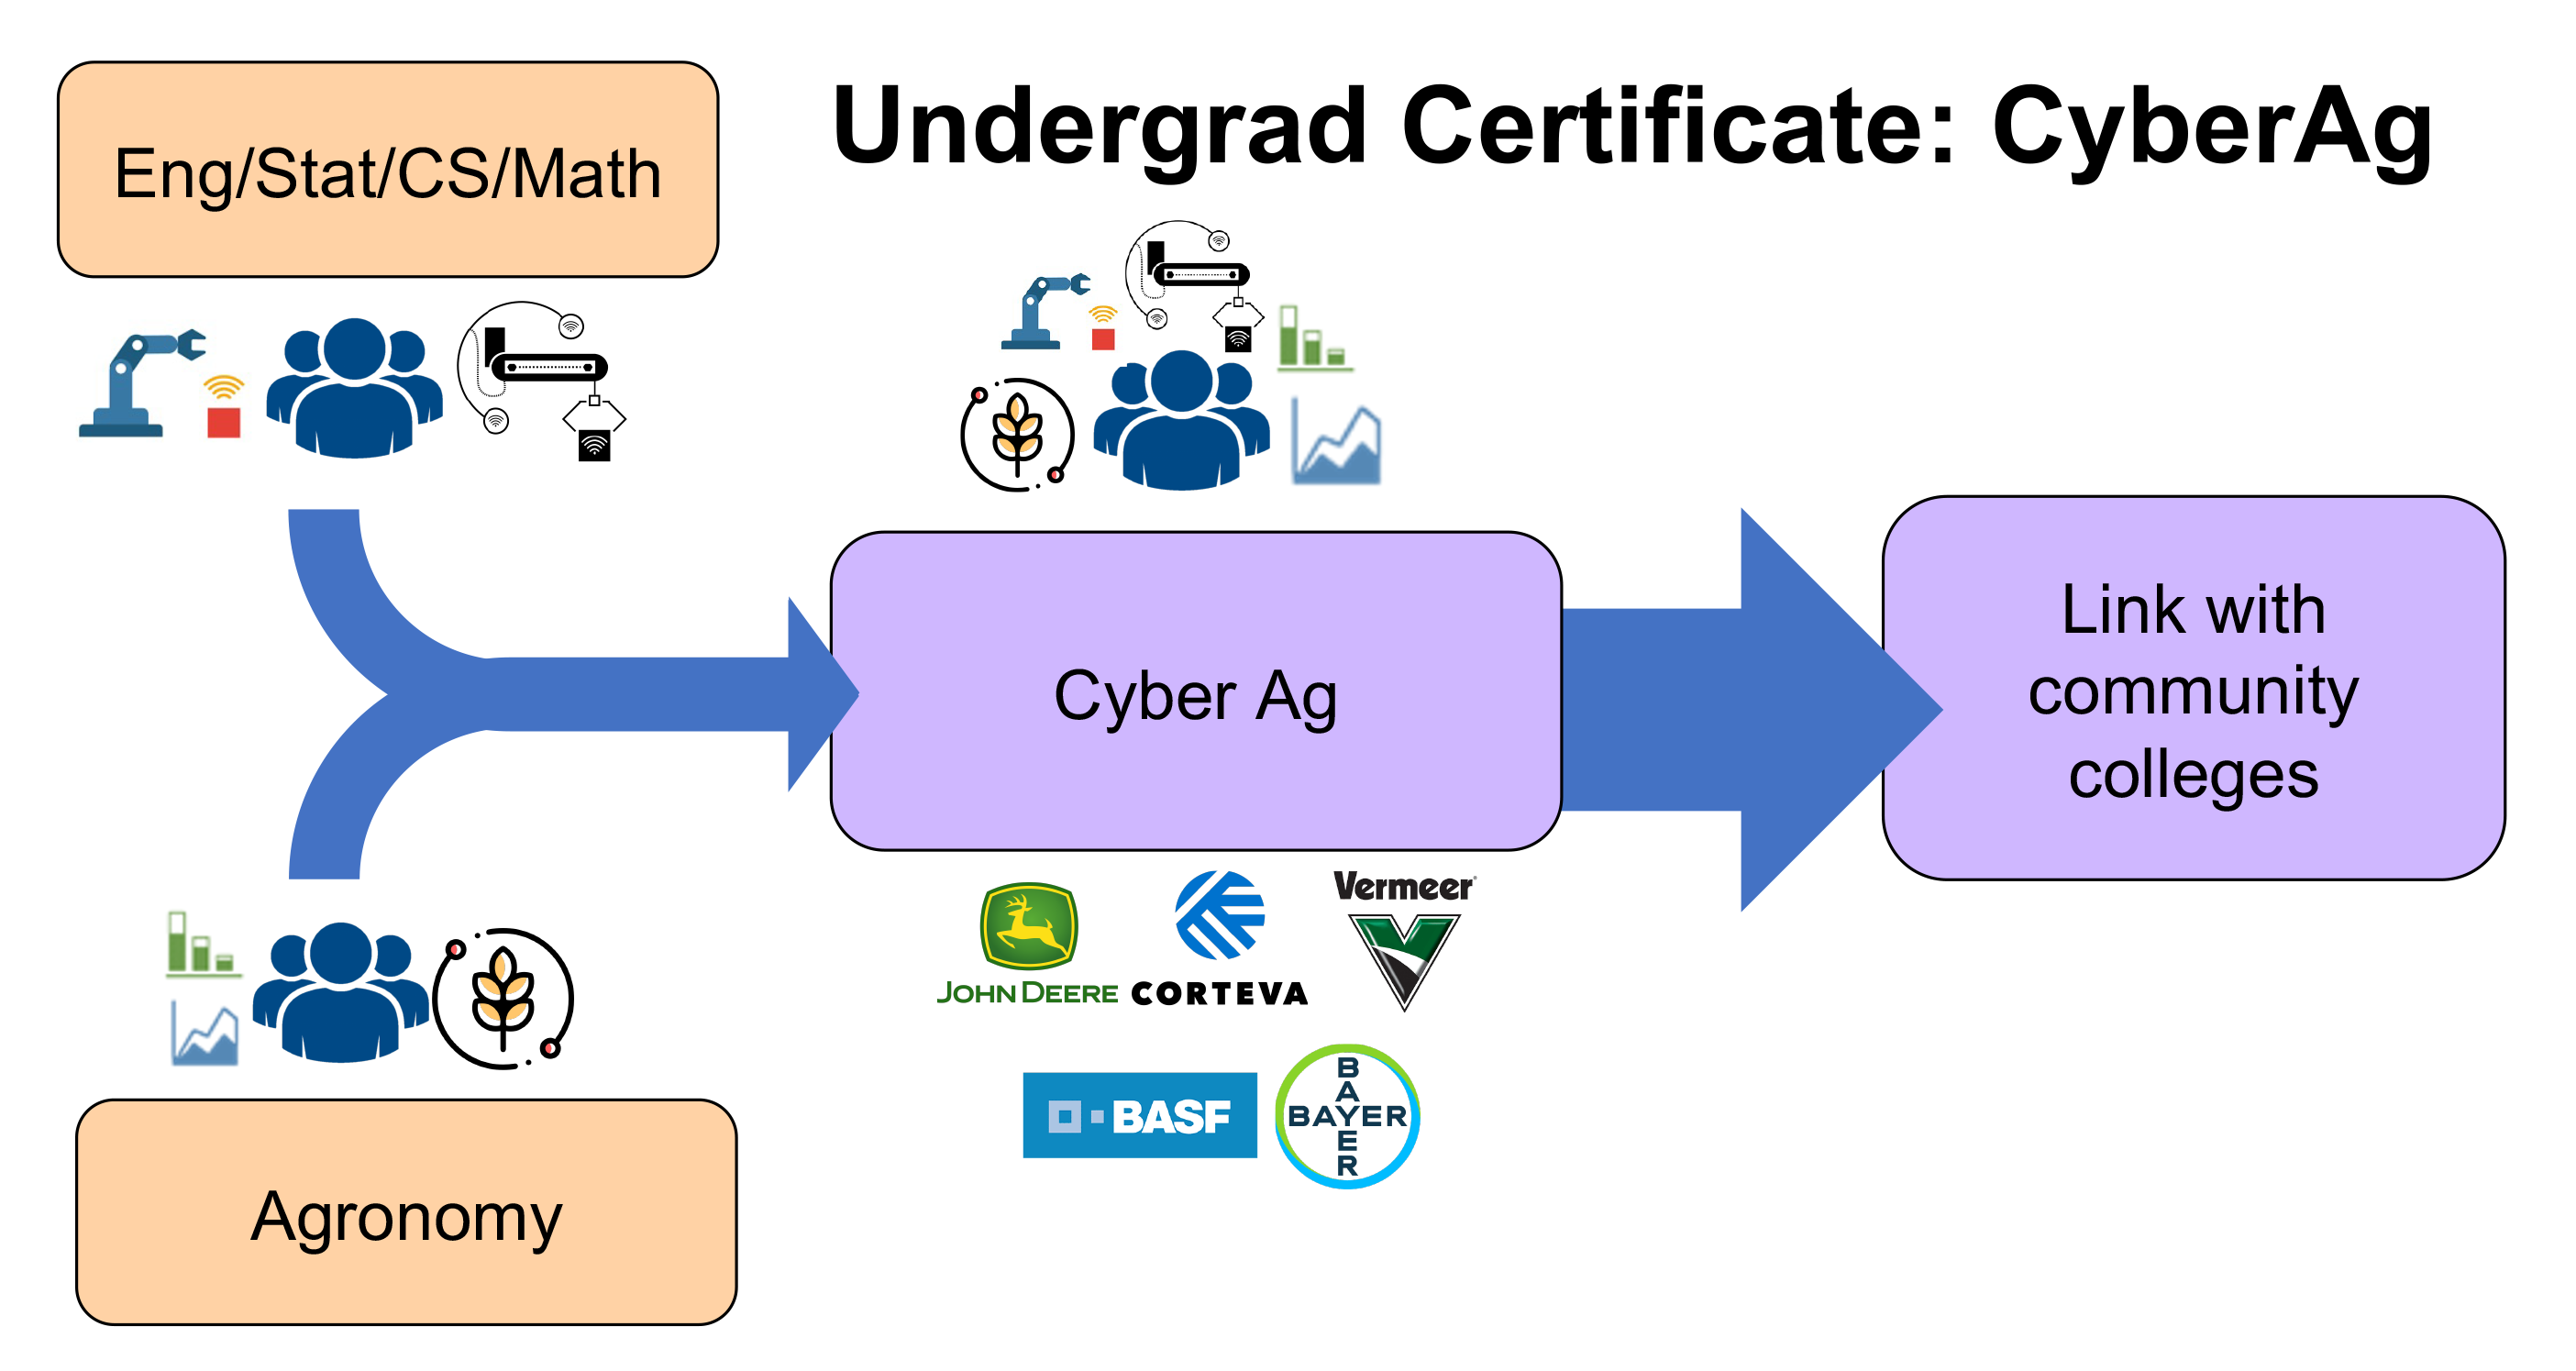 Undergrad Certificate: CyberAg
Eng/Stat/CS/Math
Cyber Ag
Link with
community
colleges
JOHN DEERE
CORTEVA
Vermeer
BASF
BAYER
BAYER
Agronomy